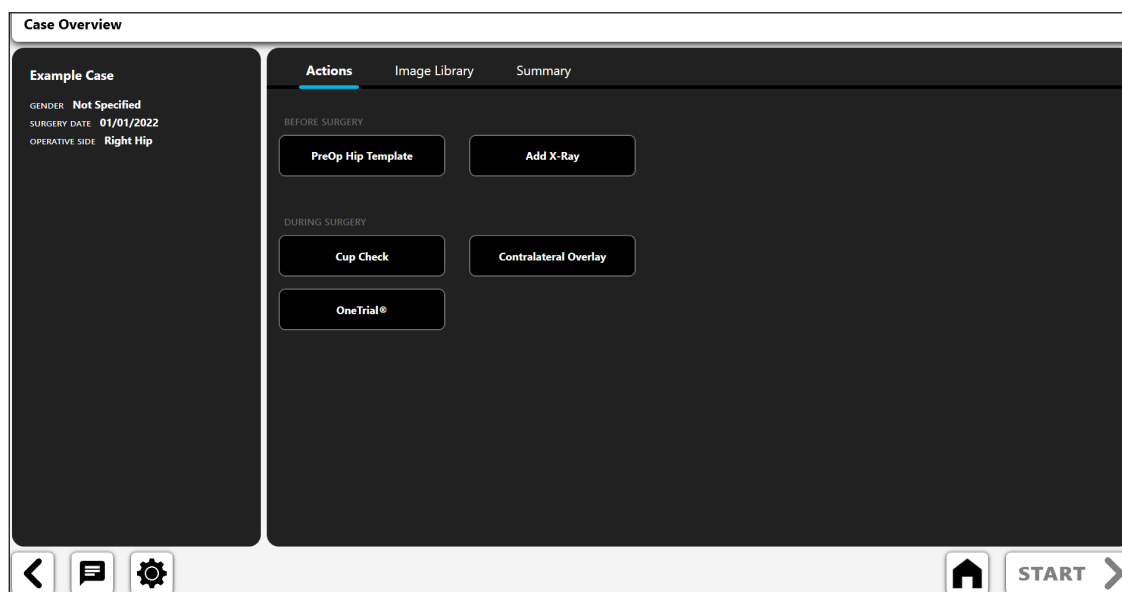 Case Overview
Example Case
GENDER Not Specified
SURGERY DATE 01/01/2022
OPERATIVE SIDE Right Hip
Actions Image Library Summary
BEFORE SURGERY
PreOp Hip Template Add X-Ray
DURING SURGERY
Cup Check Contralateral Overlay
OneTrial®
START